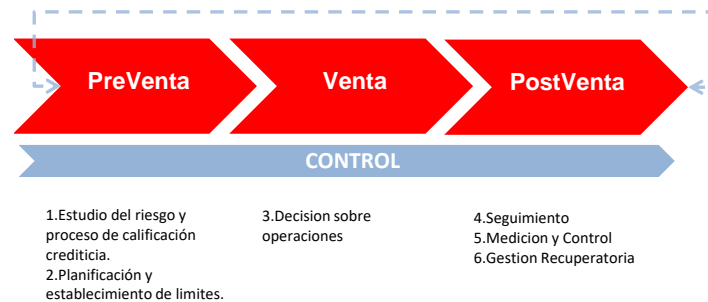 PreVenta
Venta
PostVenta
CONTROL
1.Estudio del riesgo y
proceso de calificación
crediticia.
2.Planificación y
establecimiento de limites.
3.Decision sobre
operaciones
4.Seguimiento
5.Medicion y Control
6.Gestion Recuperatoria